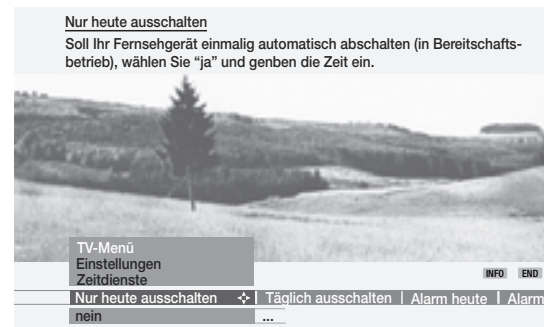 Nur heute ausschalten
Soll Ihr Fernsehgerät einmalig automatisch abschalten (in Bereitschafts-
betrieb), wählen Sie “ja” und genben die Zeit ein.
TV-Menü
Einstellungen
Zeitdienste
INFO END
Nur heute ausschalten Täglich ausschalten Alarm heute Alarm
nein ...